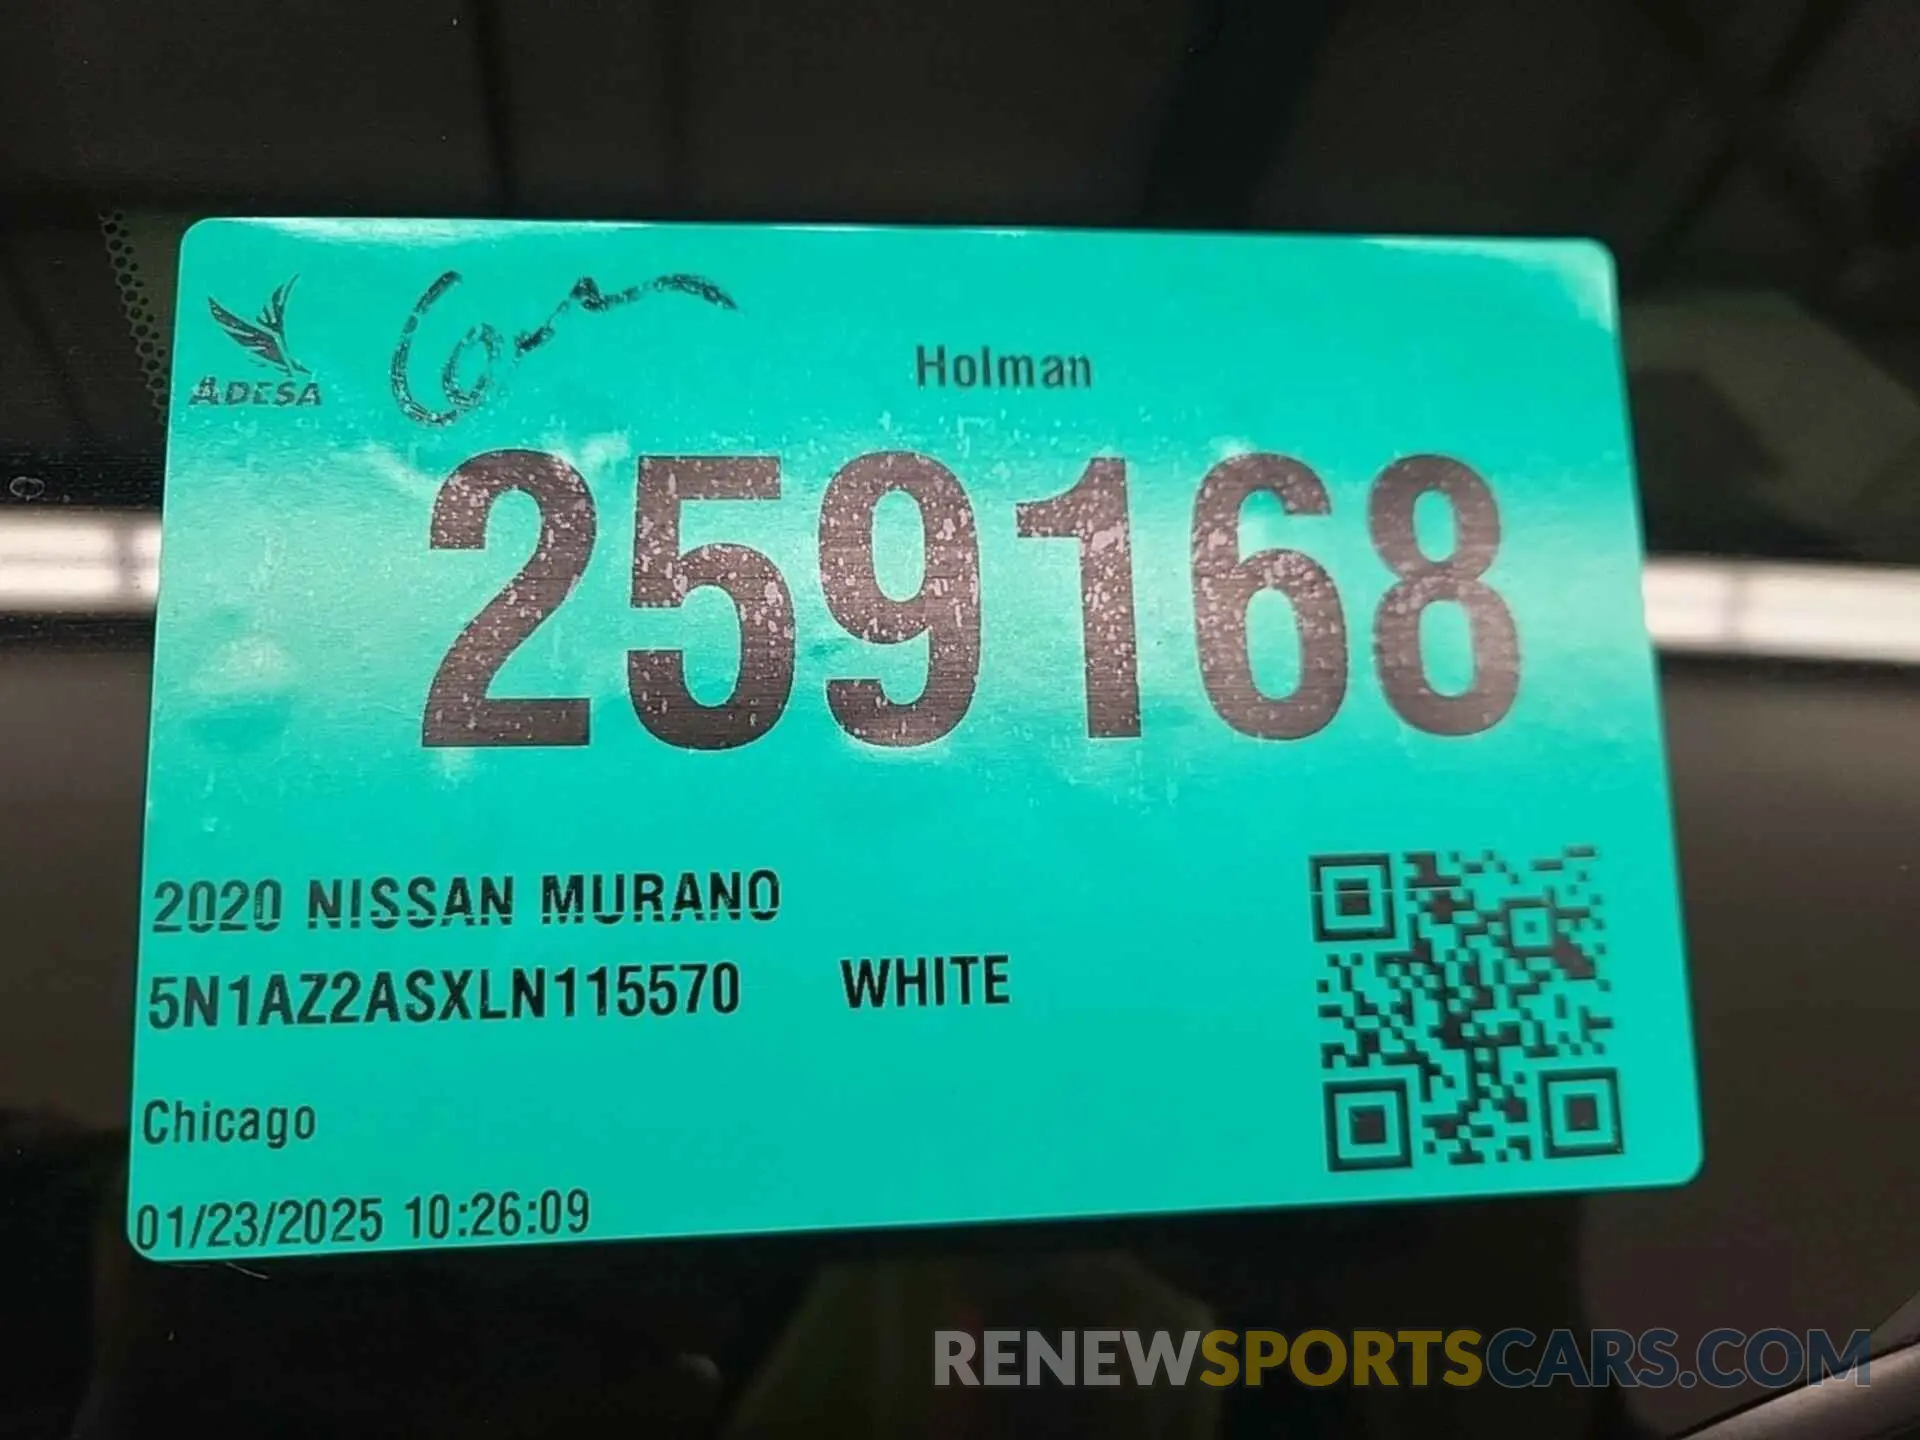 ADESA
Holman
259168
2020 NISSAN MURANO
5N1AZ2ASXLN115570 WHITE
Chicago
01/23/2025 10:26:09
RENEWSPORTSCARS.COM